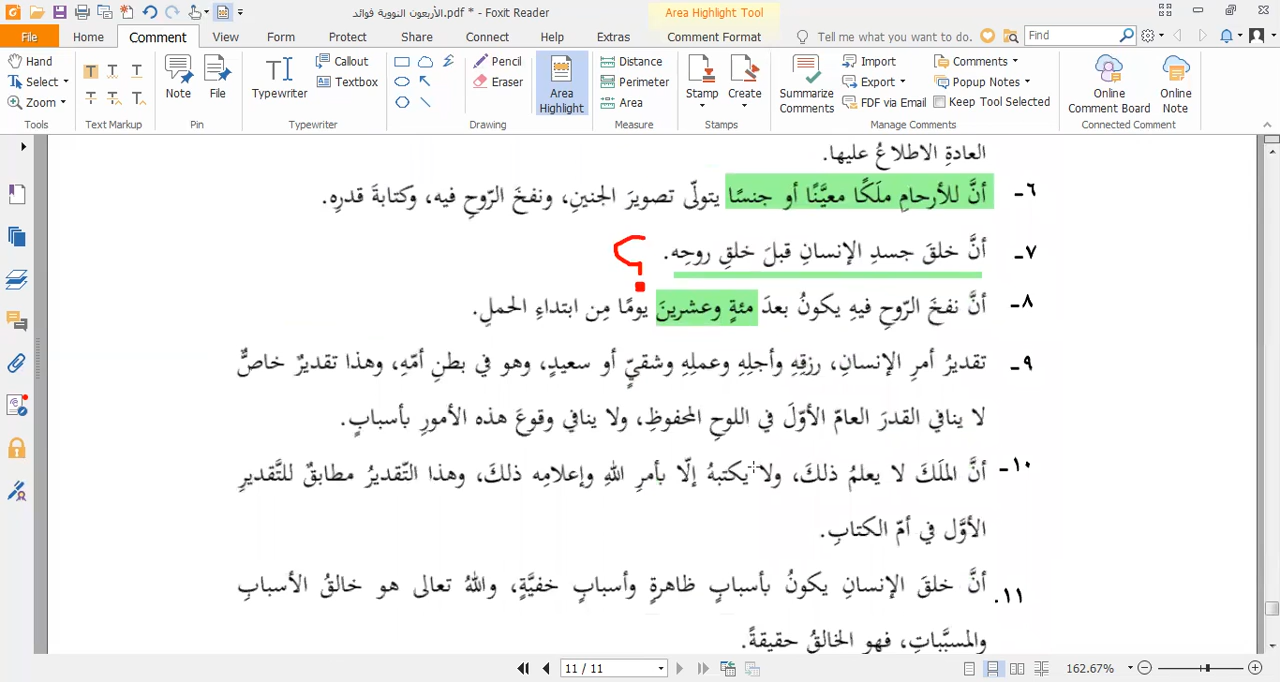 الأربعون النووية فوائد.pdf * - Foxit Reader
Area Highlight Tool
File Home Comment View Form Protect Share Connect Help Extras Comment Format Tell me what you want to do. Find
Hand
Select
Zoom
Tools
Text Markup
Note
File
Pin
Typewriter
Callout
Textbox
Typewriter
Pencil
Eraser
Drawing
Area Highlight
Distance
Perimeter
Area
Measure
Stamp
Create
Stamps
Summarize Comments
Import
Export
FDF via Email
Comments
Popup Notes
Keep Tool Selected
Manage Comments
Online Comment Board
Connected Comment
Online Note
العادةِ الاطلاعُ عليها.
٦- أنَّ للأرحامِ ملَكًا معيَّنًا أو جنسًا يتولّى تصويرَ الجنينِ، ونفخَ الرّوحِ فيه، وكتابةَ قدرِه.
٧- أنَّ خلقَ جسدِ الإنسانِ قبلَ خلقِ روحِه. ؟
٨- أنَّ نفخَ الرّوحِ فيهِ يكونُ بعدَ مئةٍ وعشرينَ يومًا مِن ابتداءِ الحملِ.
٩- تقديرُ أمرِ الإنسانِ، رزقِهِ وأجلِهِ وعملِهِ وشقيٍّ أو سعيدٍ، وهو في بطنِ أمّهِ، وهذا تقديرٌ خاصٌّ
لا ينافي القدرَ العامّ الأوّلَ في اللوحِ المحفوظِ، ولا ينافي وقوعَ هذه الأمورِ بأسبابٍ.
١٠- أنَّ الملَكَ لا يعلمُ ذلكَ، ولا يكتبهُ إلّا بأمرِ اللهِ وإعلامِه ذلكَ، وهذا التّقديرُ مطابقٌ للتَّقديرِ
الأوَّل في أمّ الكتابِ.
١١. أنَّ خلقَ الإنسانِ يكونُ بأسبابٍ ظاهرةٍ وأسبابٍ خفيَّةٍ، واللهُ تعالى هو خالقُ الأسبابِ
والمسبَّباتِ، فهو الخالقُ حقيقةً.
11 / 11
162.67%